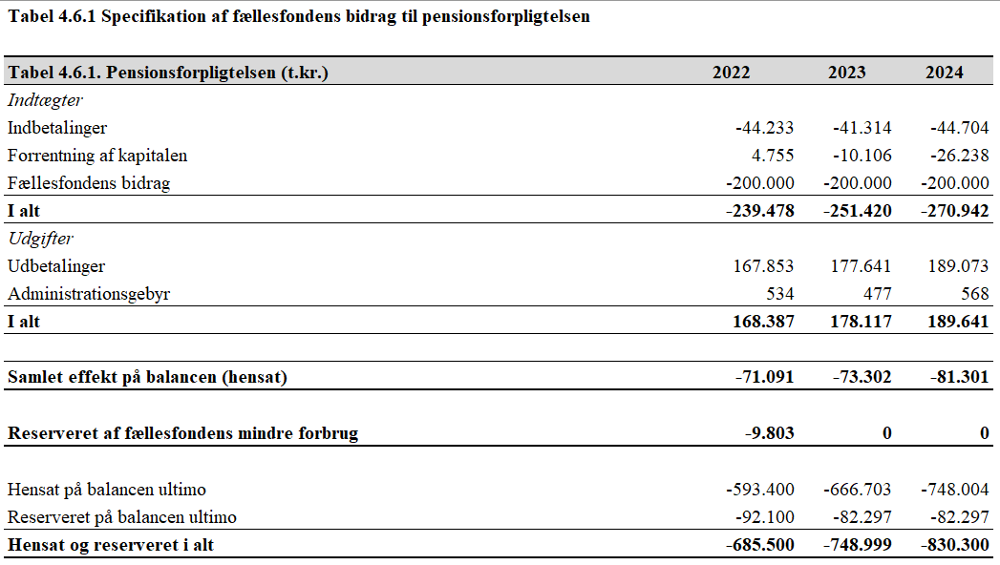 Tabel 4.6.1 Specifikation af fællesfondens bidrag til pensionsforpligtelsen
Tabel 4.6.1. Pensionsforpligtelsen (t.kr.) 2022 2023 2024
Indtægter
Indbetalinger -44.233 -41.314 -44.704
Forrentning af kapitalen 4.755 -10.106 -26.238
Fællesfondens bidrag -200.000 -200.000 -200.000
I alt -239.478 -251.420 -270.942
Udgifter
Udbetalinger 167.853 177.641 189.073
Administrationsgebyr 534 477 568
I alt 168.387 178.117 189.641
Samlet effekt på balancen (hensat) -71.091 -73.302 -81.301
Reserveret af fællesfondens mindre forbrug -9.803 0 0
Hensat på balancen ultimo -593.400 -666.703 -748.004
Reserveret på balancen ultimo -92.100 -82.297 -82.297
Hensat og reserveret i alt -685.500 -748.999 -830.300